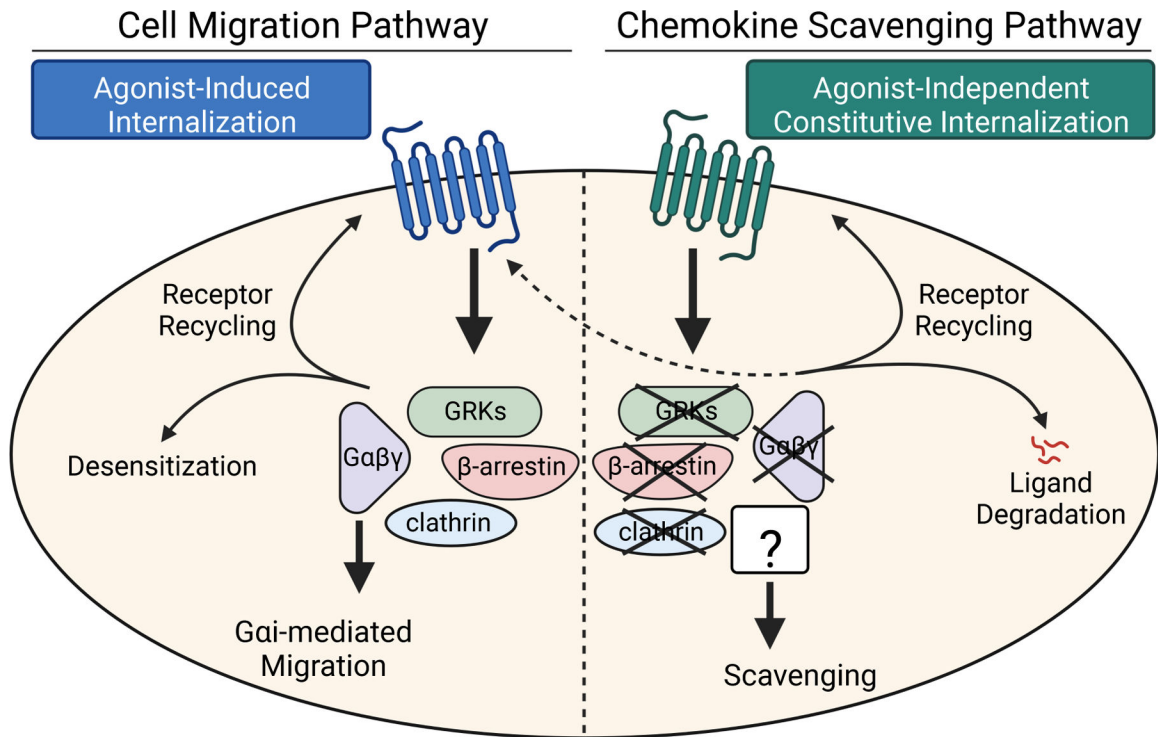 Cell Migration Pathway
Chemokine Scavenging Pathway
Agonist-Induced
Internalization
Agonist-Independent
Constitutive Internalization
Receptor
Recycling
Desensitization
GRKs
Gαβγ
β-arrestin
clathrin
Gαi-mediated
Migration
Receptor
Recycling
GRKs
Gαβγ
β-arrestin
clathrin
?
Ligand
Degradation
Scavenging